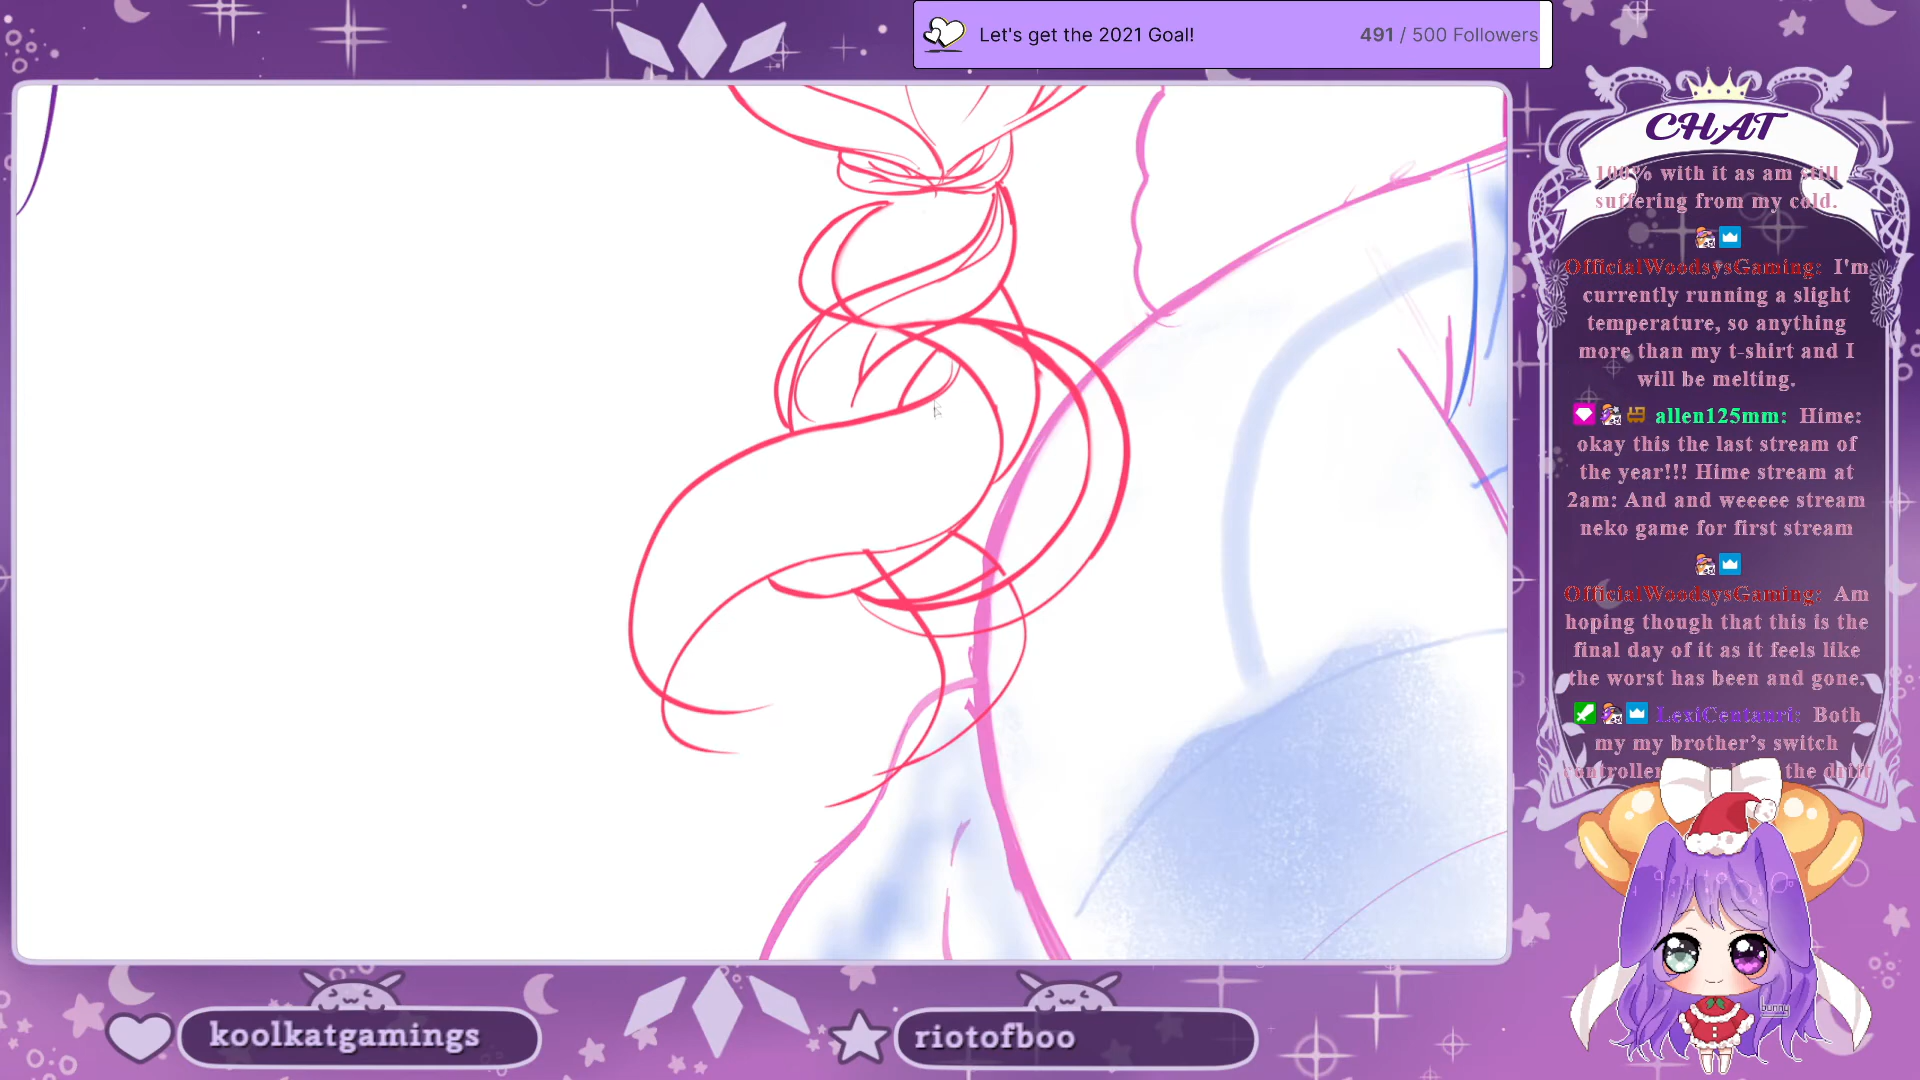 Let's get the 2021 Goal!
491 / 500 Followers
CHAT
100% with it as am still
suffering from my cold.
OfficialWoodsysGaming: I'm
currently running a slight
temperature, so anything
more than my t-shirt and I
will be melting.
allen125mm: Hime:
okay this the last stream of
the year!!! Hime stream at
2am: And and weeeee stream
neko game for first stream
OfficialWoodsysGaming: Am
hoping though that this is the
final day of it as it feels like
the worst has been and gone.
LexiCentauri: Both
my my brother's switch
the drift
bunny
koolkatgamings
riotofboo